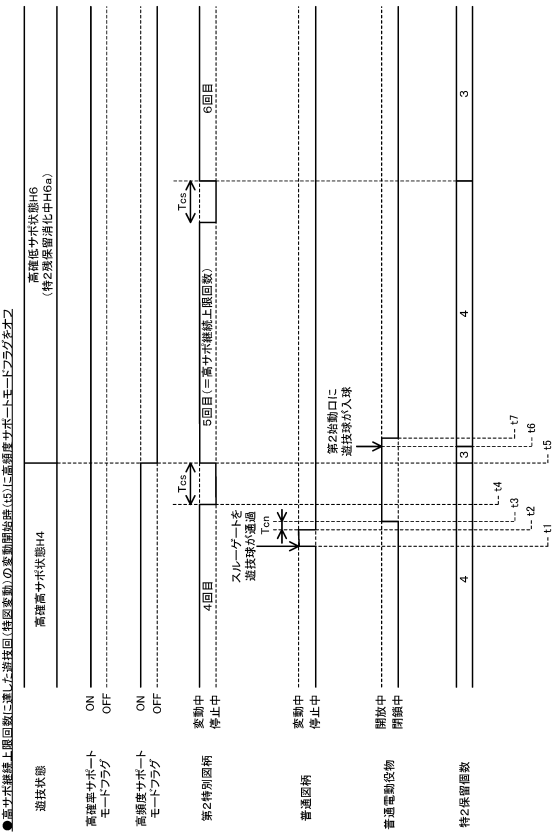 ●高サポ継続上限回数に達した遊技回(特図変動)の変動開始時(t5)に高頻度サポートモードフラグをオフ
遊技状態
高確高サポ状態H4
高確低サポ状態H6
(特2残保留消化中H6a)
高確率サポート
モードフラグ
ON
OFF
高頻度サポート
モードフラグ
ON
OFF
第2特別図柄
変動中
停止中
4回目
Tcs
5回目(=高サポ継続上限回数)
Tcs
6回目
普通図柄
変動中
停止中
スルーゲートを
遊技球が通過
Tcn
普通電動役物
開放中
閉鎖中
第2始動口に
遊技球が入球
特2保留個数
4
3
4
3
t1
t2
t3
t4
t5
t6
t7